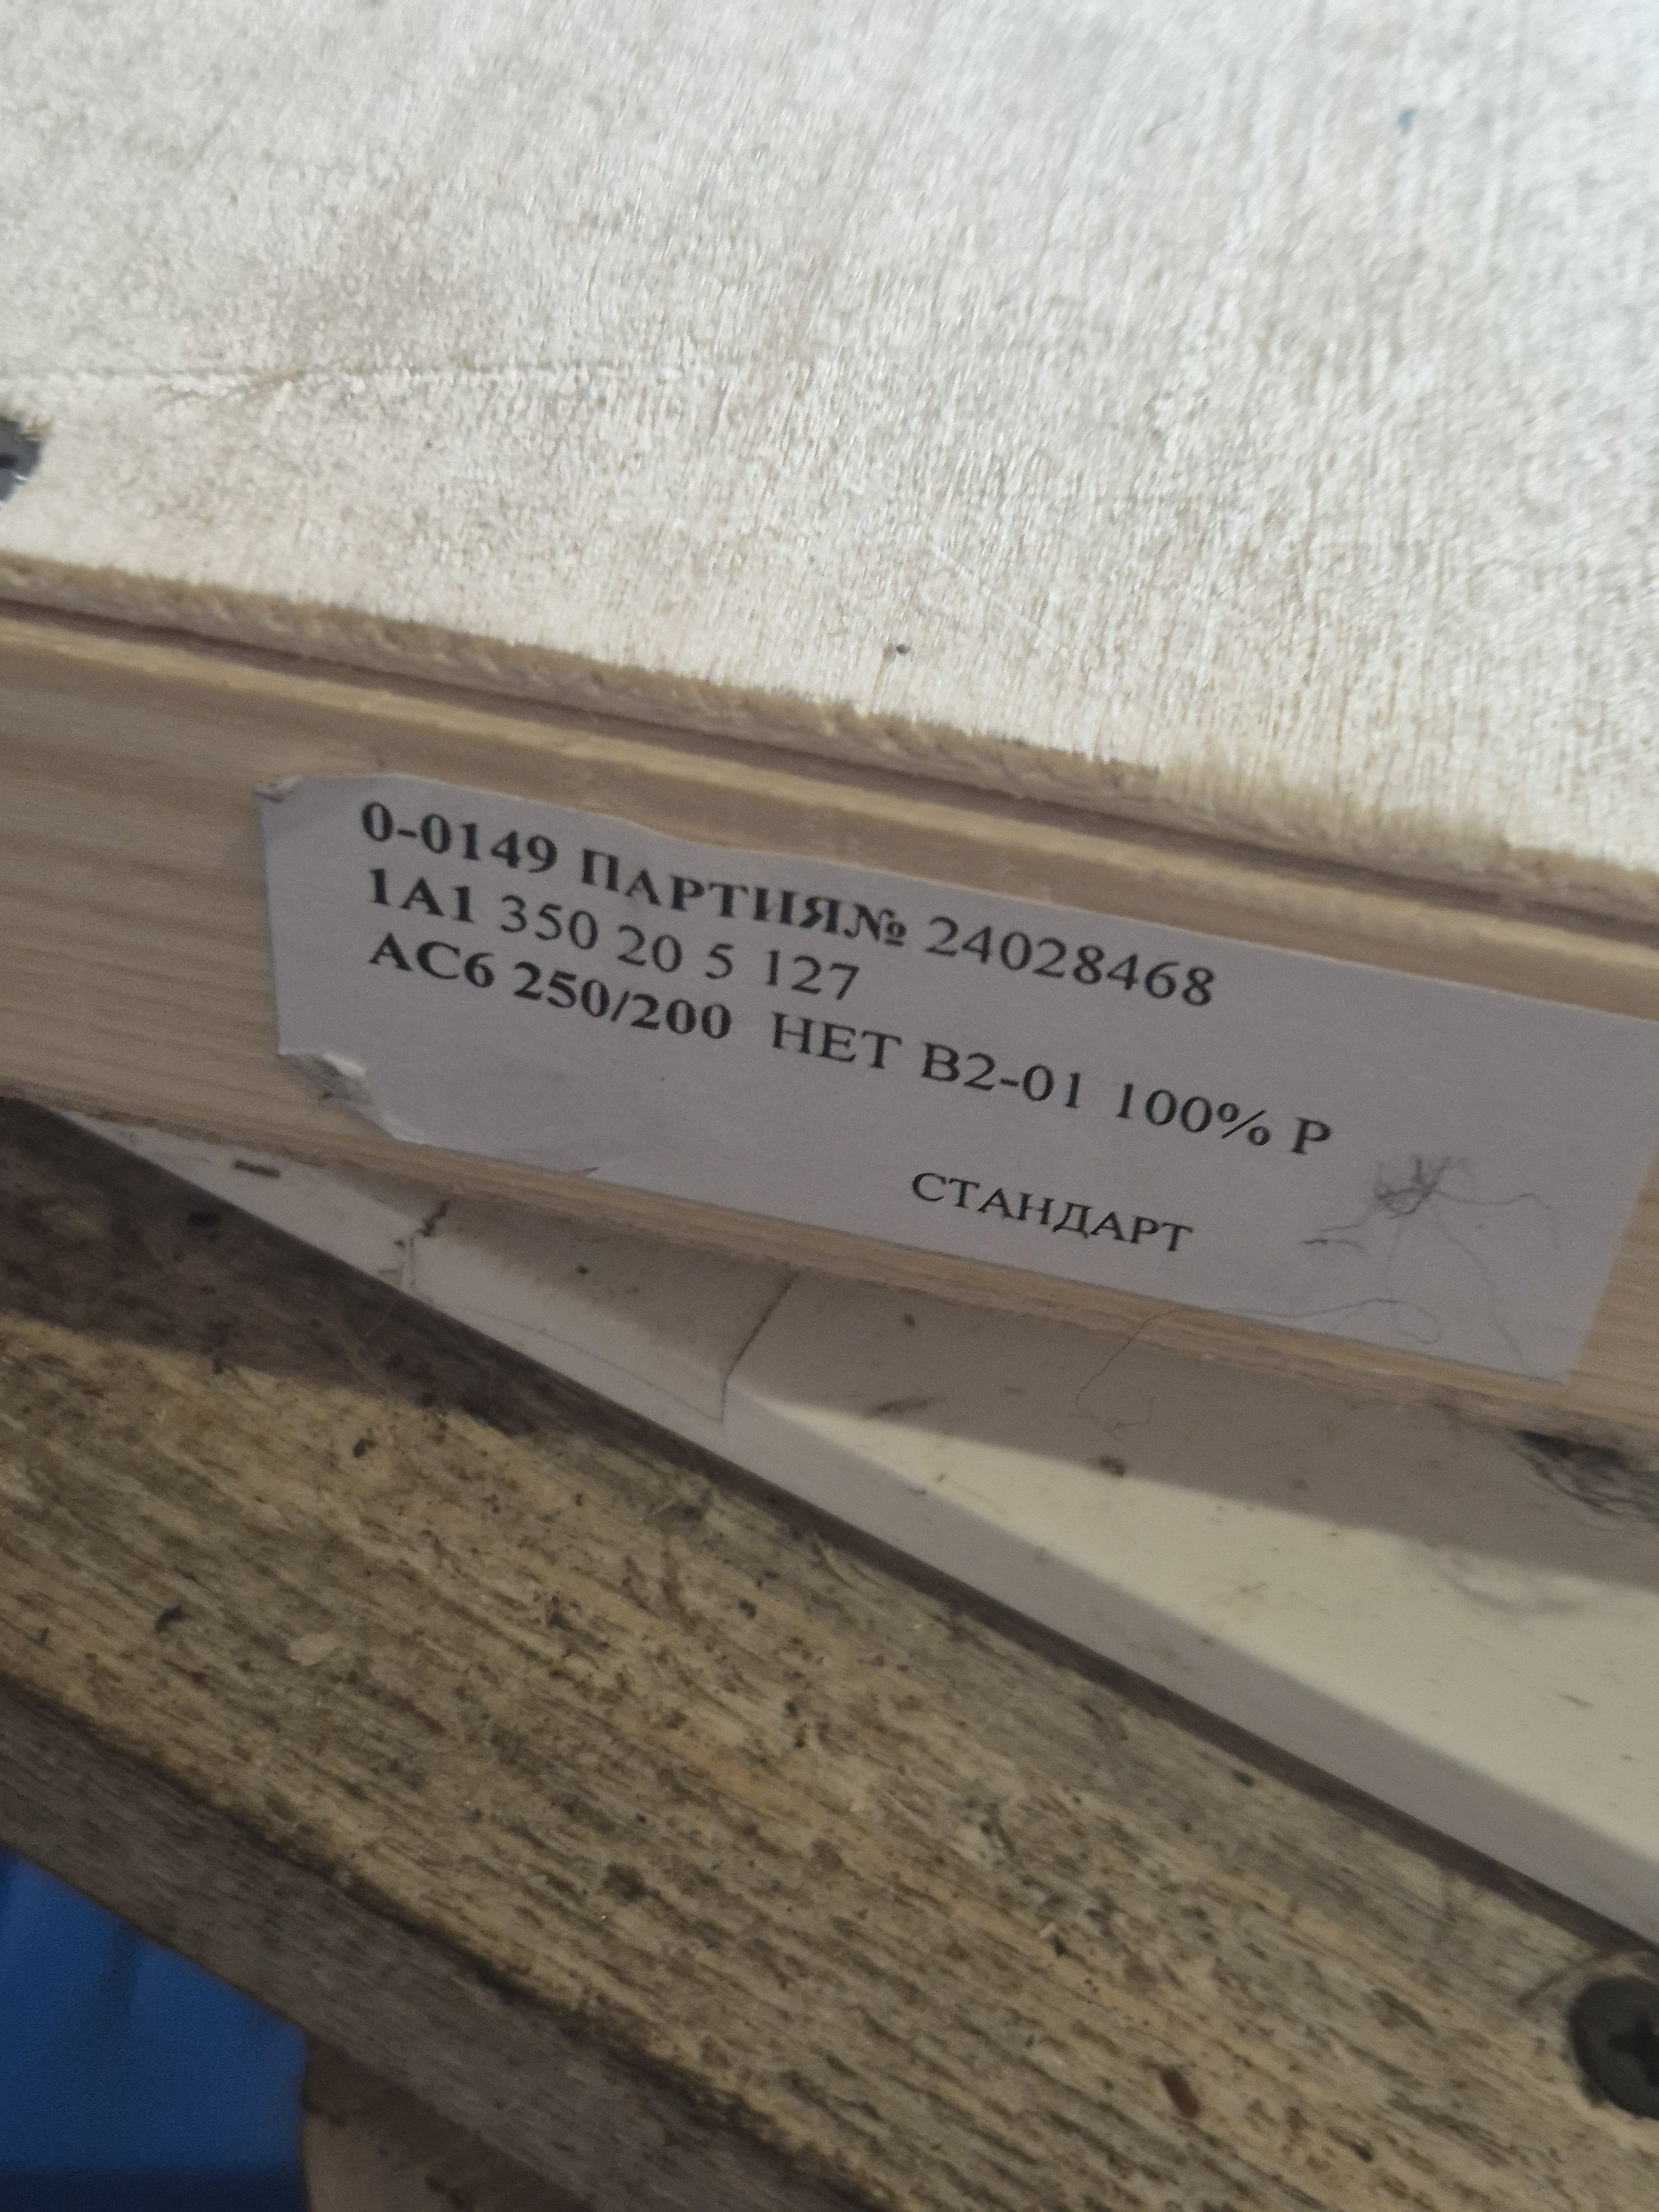 0-0149 ПАРТИЯ№ 24028468
1А1 350 20 5 127
АС6 250/200 НЕТ В2-01 100% Р
СТАНДАРТ